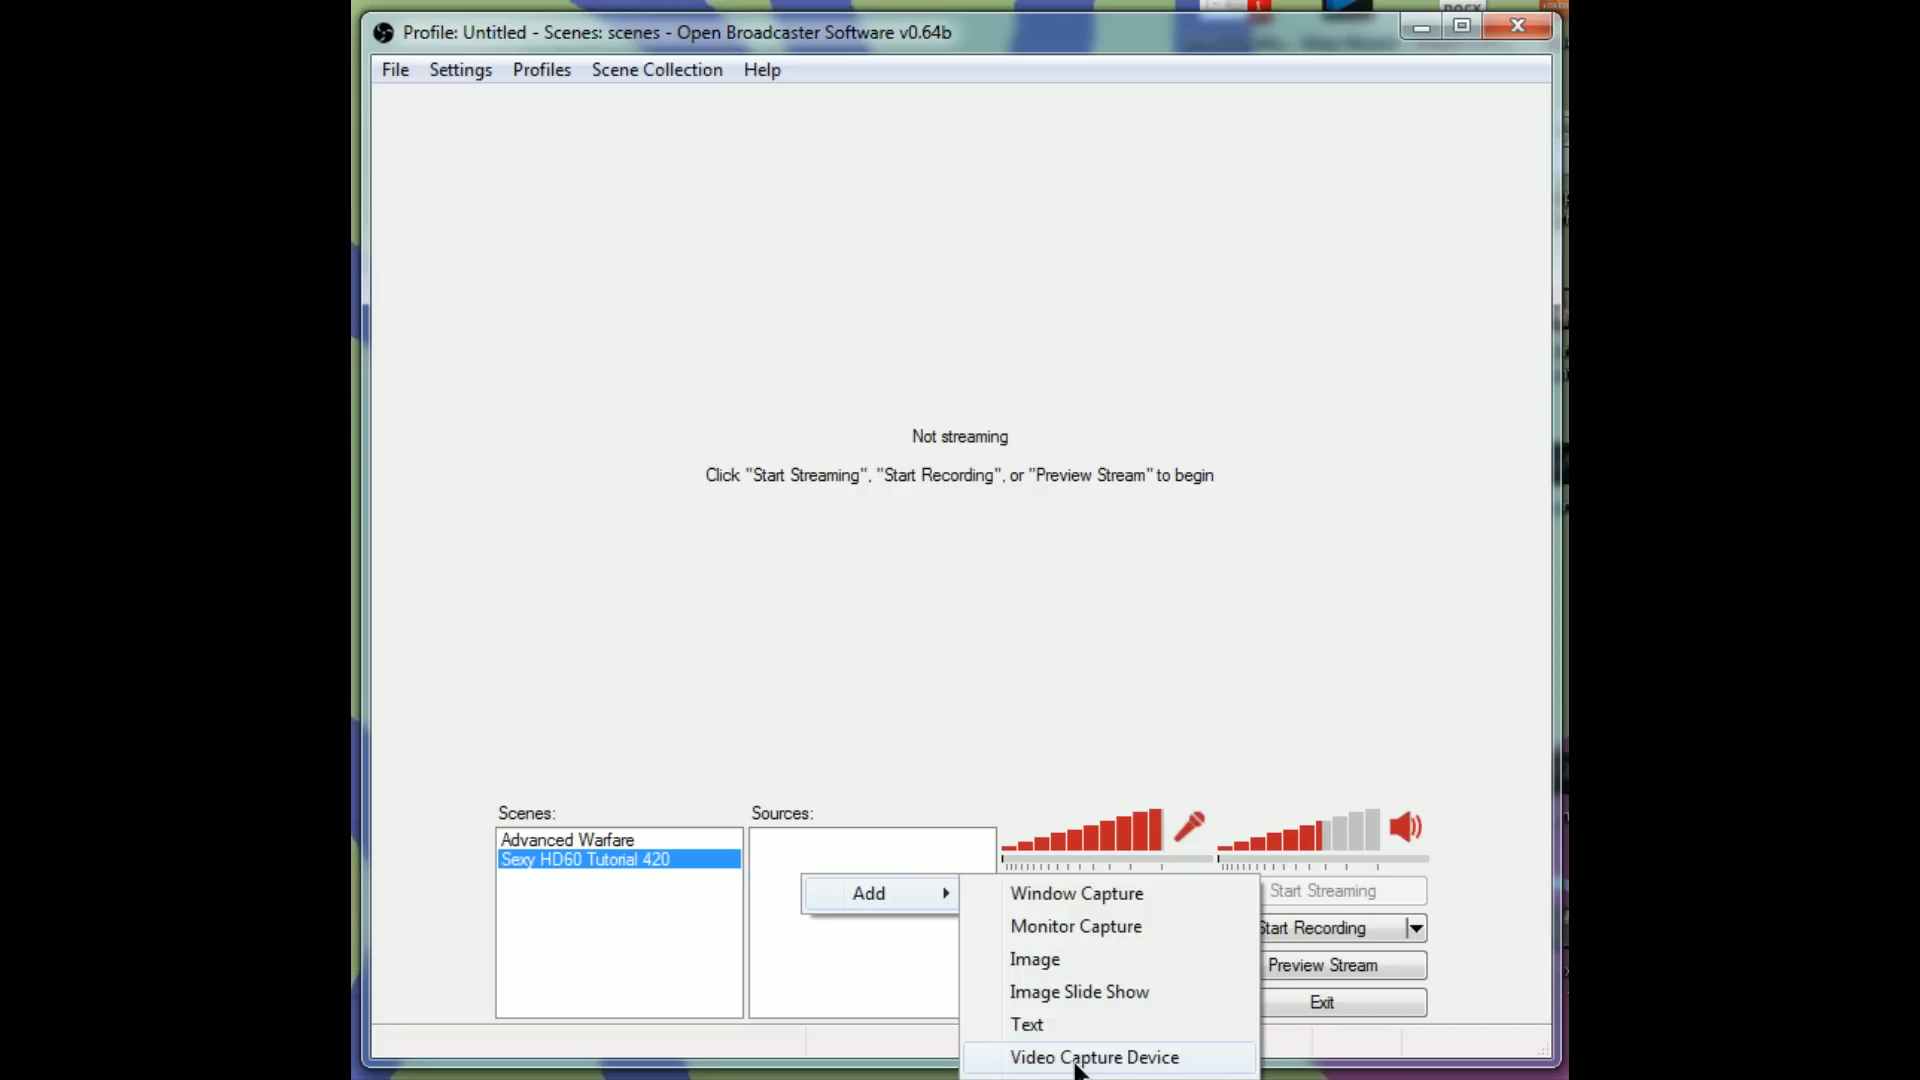 Profile: Untitled - Scenes: scenes - Open Broadcaster Software v0.64b
File Settings Profiles Scene Collection Help
Not streaming
Click "Start Streaming", "Start Recording", or "Preview Stream" to begin
Scenes:
Sources:
Advanced Warfare
Sexy HD60 Tutorial 420
Add
Window Capture
Monitor Capture
Image
Image Slide Show
Text
Video Capture Device
Start Streaming
Start Recording
Preview Stream
Exit